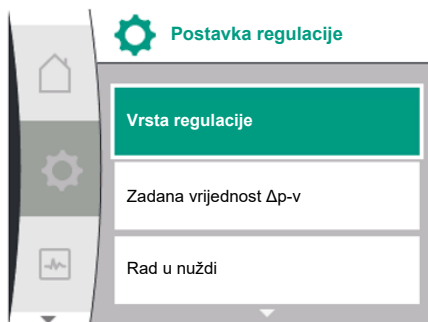 Postavka regulacije
Vrsta regulacije
Zadana vrijednost Δp-v
Rad u nuždi